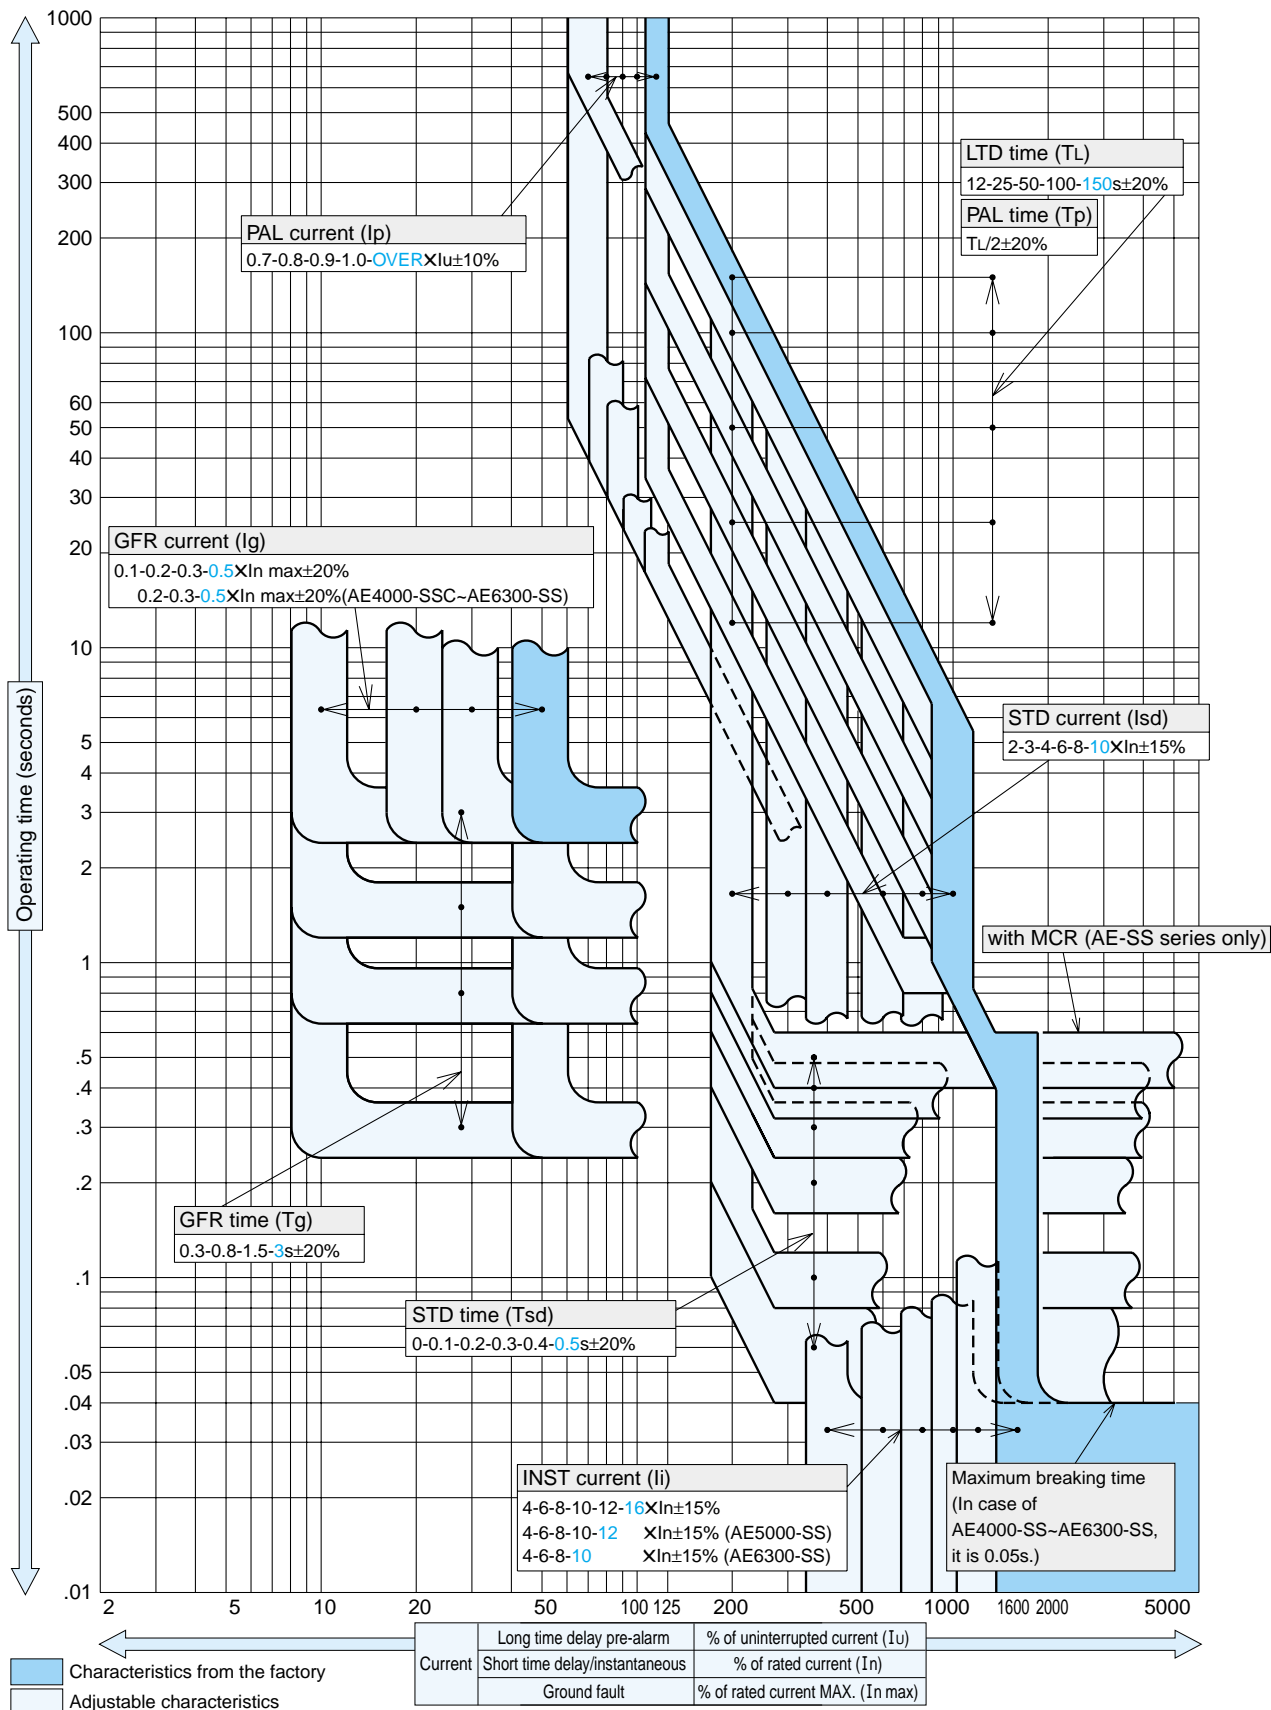 1000
500
400
300
200
100
60
50
40
30
20
10
5
4
3
2
1
.5
.4
.3
.2
.1
.05
.04
.03
.02
.01
Operating time (seconds)
LTD time (TL)
12-25-50-100-150s±20%
PAL time (Tp)
TL/2±20%
PAL current (Ip)
0.7-0.8-0.9-1.0-OVER×Iu±10%
GFR current (Ig)
0.1-0.2-0.3-0.5×In max±20%
0.2-0.3-0.5×In max±20%(AE4000-SSC~AE6300-SS)
STD current (Isd)
2-3-4-6-8-10×In±15%
with MCR (AE-SS series only)
GFR time (Tg)
0.3-0.8-1.5-3s±20%
STD time (Tsd)
0-0.1-0.2-0.3-0.4-0.5s±20%
INST current (Ii)
4-6-8-10-12-16×In±15%
4-6-8-10-12 ×In±15% (AE5000-SS)
4-6-8-10 ×In±15% (AE6300-SS)
Maximum breaking time
(In case of
AE4000-SS~AE6300-SS,
it is 0.05s.)
2 5 10 20 50 100 125 200 500 1000 1600 2000 5000
Current
Long time delay pre-alarm % of uninterrupted current (Iu)
Short time delay/instantaneous % of rated current (In)
Ground fault % of rated current MAX. (In max)
Characteristics from the factory
Adjustable characteristics